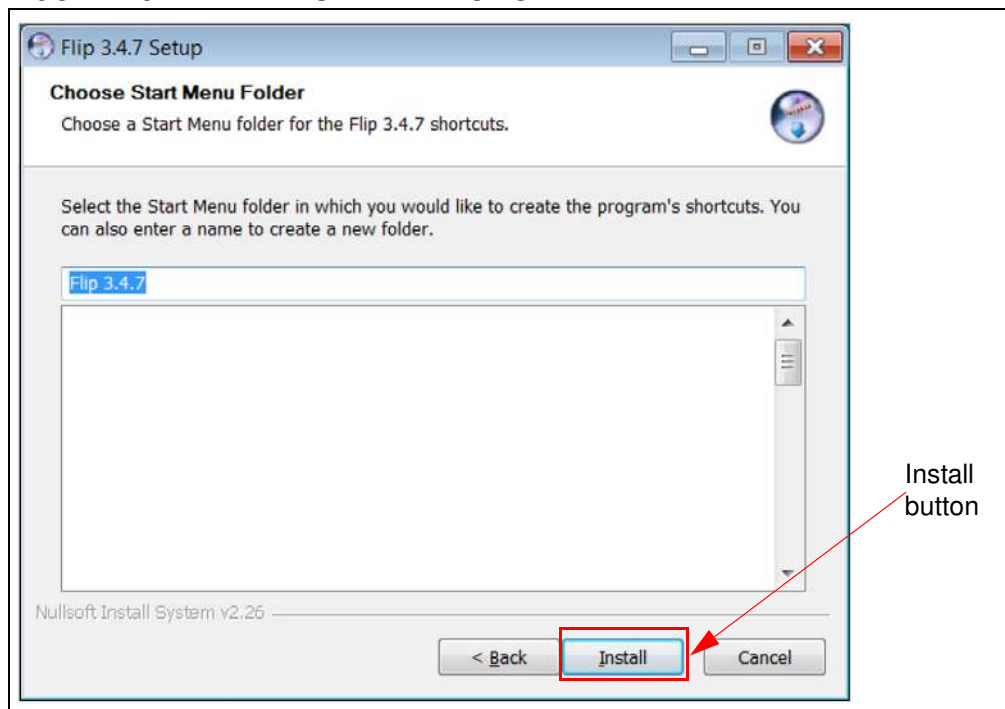 Flip 3.4.7 Setup
Choose Start Menu Folder
Choose a Start Menu folder for the Flip 3.4.7 shortcuts.
Select the Start Menu folder in which you would like to create the program's shortcuts. You
can also enter a name to create a new folder.
Flip 3.4.7
Install
button
Nullsoft Install System v2.26
< Back Install Cancel